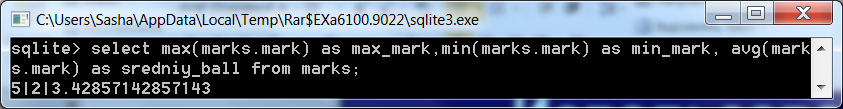 C:\Users\Sasha\AppData\Local\Temp\Rar$EXa6100.9022\sqlite3.exe
sqlite> select max(marks.mark) as max_mark,min(marks.mark) as min_mark, avg(mark
s.mark) as sredniy_ball from marks;
5|2|3.42857142857143